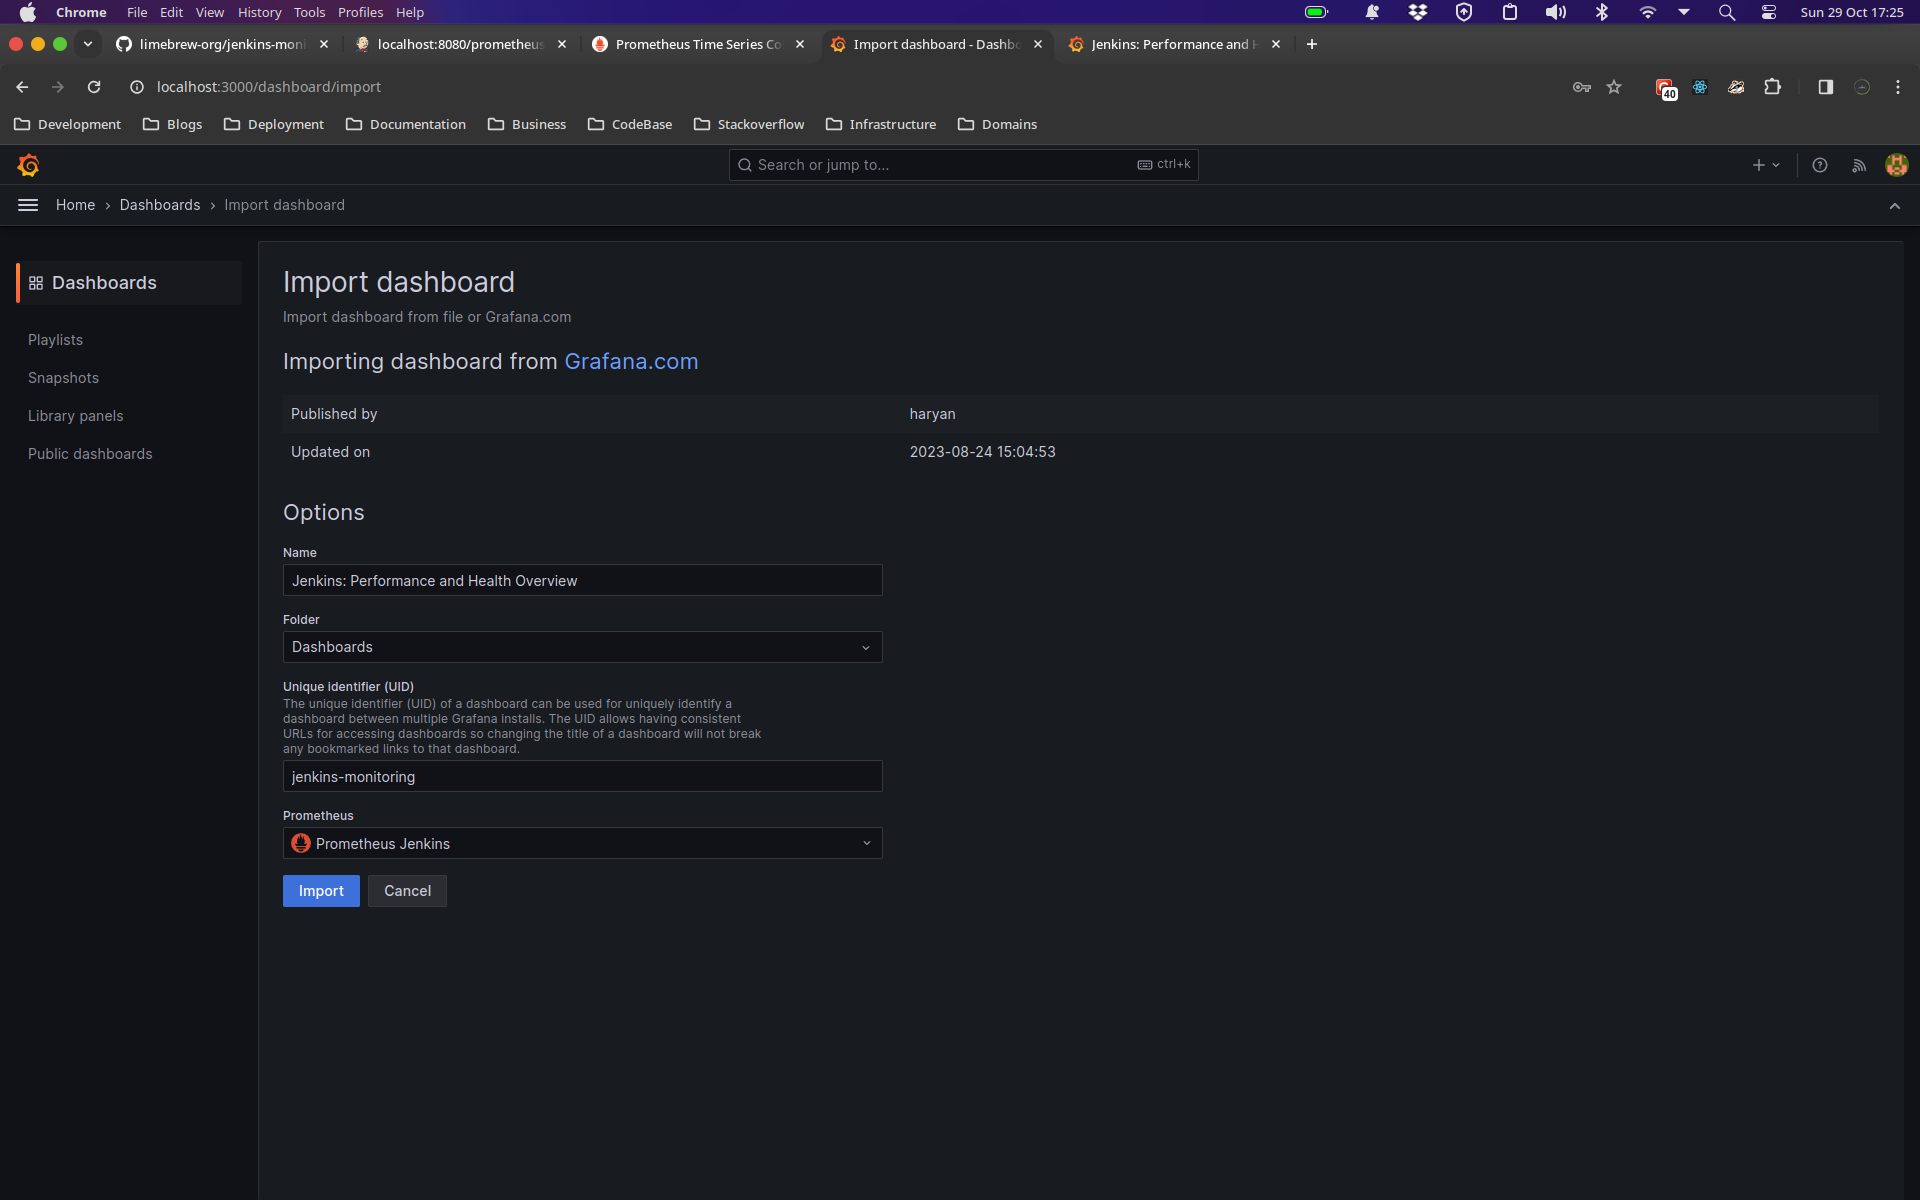 Chrome File Edit View History Tools Profiles Help Sun 29 Oct 17:25
limebrew-org/jenkins-moni localhost:8080/prometheus Prometheus Time Series Co Import dashboard - Dashbo Jenkins: Performance and H
localhost:3000/dashboard/import 40
Development Blogs Deployment Documentation Business CodeBase Stackoverflow Infrastructure Domains
Search or jump to... ctrl+k
Home › Dashboards › Import dashboard
Dashboards
Playlists
Snapshots
Library panels
Public dashboards
Import dashboard
Import dashboard from file or Grafana.com
Importing dashboard from Grafana.com
Published by haryan
Updated on 2023-08-24 15:04:53
Options
Name
Jenkins: Performance and Health Overview
Folder
Dashboards
Unique identifier (UID)
The unique identifier (UID) of a dashboard can be used for uniquely identify a
dashboard between multiple Grafana installs. The UID allows having consistent
URLs for accessing dashboards so changing the title of a dashboard will not break
any bookmarked links to that dashboard.
jenkins-monitoring
Prometheus
Prometheus Jenkins
Import Cancel